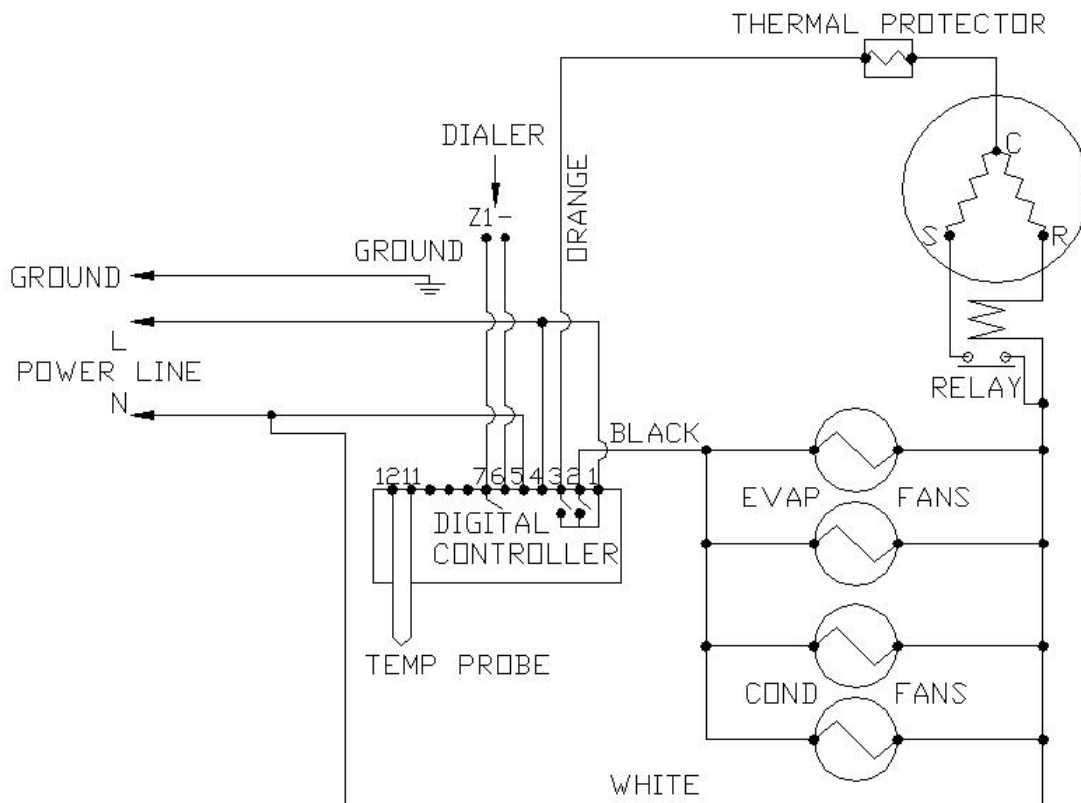 THERMAL PROTECTOR
DIALER
ORANGE
C
Z1-
S
R
GROUND
GROUND
L
POWER LINE
RELAY
N
BLACK
1211 7654321
EVAP FANS
DIGITAL
CONTROLLER
TEMP PROBE
COND FANS
WHITE